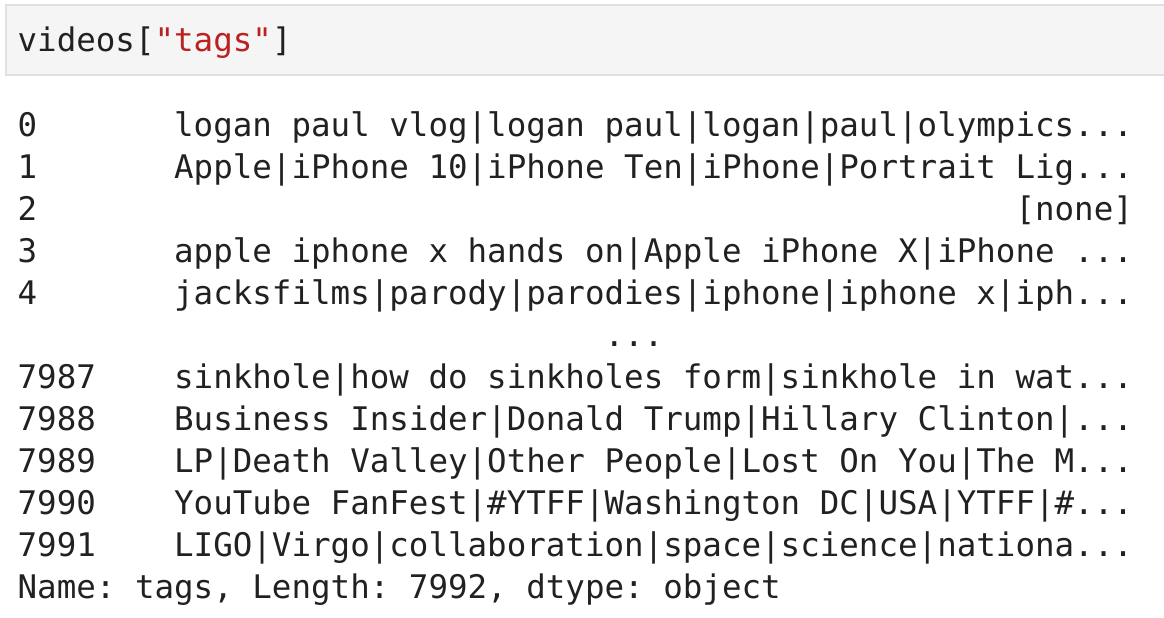 videos["tags"]
0       logan paul vlog|logan paul|logan|paul|olympics...
1       Apple|iPhone 10|iPhone Ten|iPhone|Portrait Lig...
2                                                  [none]
3       apple iphone x hands on|Apple iPhone X|iPhone ...
4       jacksfilms|parody|parodies|iphone|iphone x|iph...
                              ...
7987    sinkhole|how do sinkholes form|sinkhole in wat...
7988    Business Insider|Donald Trump|Hillary Clinton|...
7989    LP|Death Valley|Other People|Lost On You|The M...
7990    YouTube FanFest|#YTFF|Washington DC|USA|YTFF|#...
7991    LIGO|Virgo|collaboration|space|science|nationa...
Name: tags, Length: 7992, dtype: object